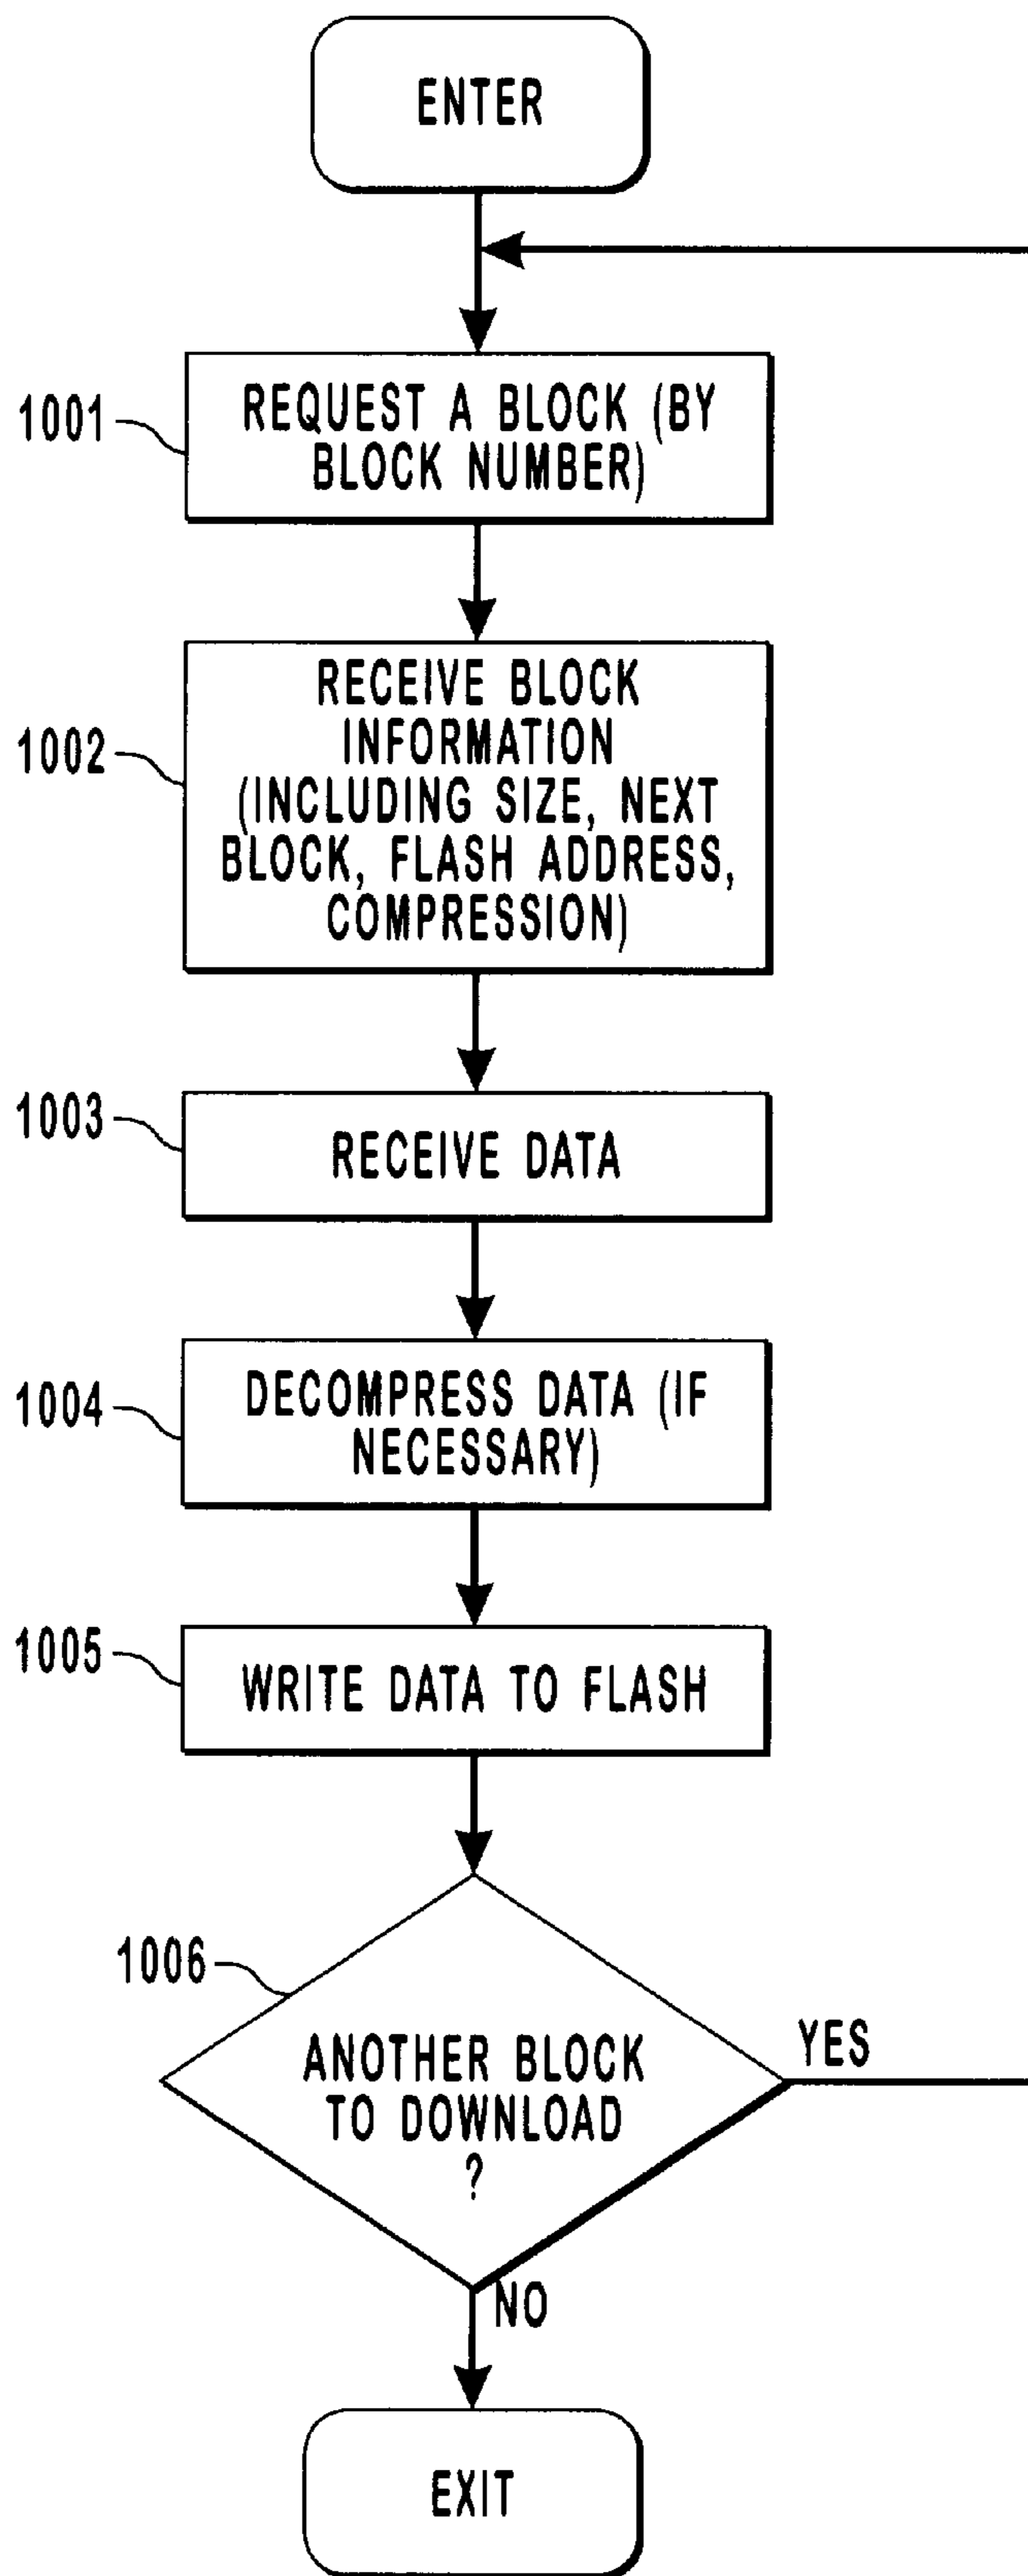 ENTER
1001
REQUEST A BLOCK (BY
BLOCK NUMBER)
1002
RECEIVE BLOCK
INFORMATION
(INCLUDING SIZE, NEXT
BLOCK, FLASH ADDRESS,
COMPRESSION)
1003
RECEIVE DATA
1004
DECOMPRESS DATA (IF
NECESSARY)
1005
WRITE DATA TO FLASH
1006
ANOTHER BLOCK
TO DOWNLOAD
?
YES
NO
EXIT